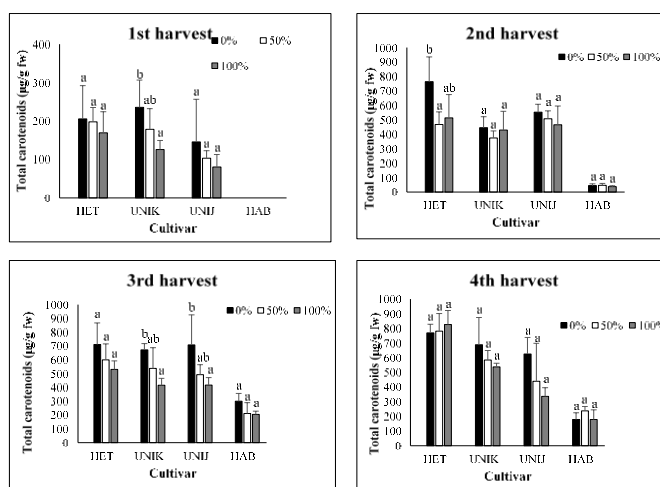 1st harvest
0% 50%
100%
Total carotenoids (µg/g fw)
400
300
200
100
0
a a a b ab a a a a
HET UNIK UNIJ HAB
Cultivar
2nd harvest
0% 50% 100%
Total carotenoids (µg/g fw)
1000
900
800
700
600
500
400
300
200
100
0
b a ab a a a a a a a a a
HET UNIK UNIJ HAB
Cultivar
3rd harvest
0% 50% 100%
Total carotenoids (µg/g fw)
1000
900
800
700
600
500
400
300
200
100
0
a a a b ab a b ab a a a a
HET UNIK UNIJ HAB
Cultivar
4th harvest
0% 50% 100%
Total carotenoids (µg/g fw)
1000
900
800
700
600
500
400
300
200
100
0
a a a a a a a a a a a a
HET UNIK UNIJ HAB
Cultivar